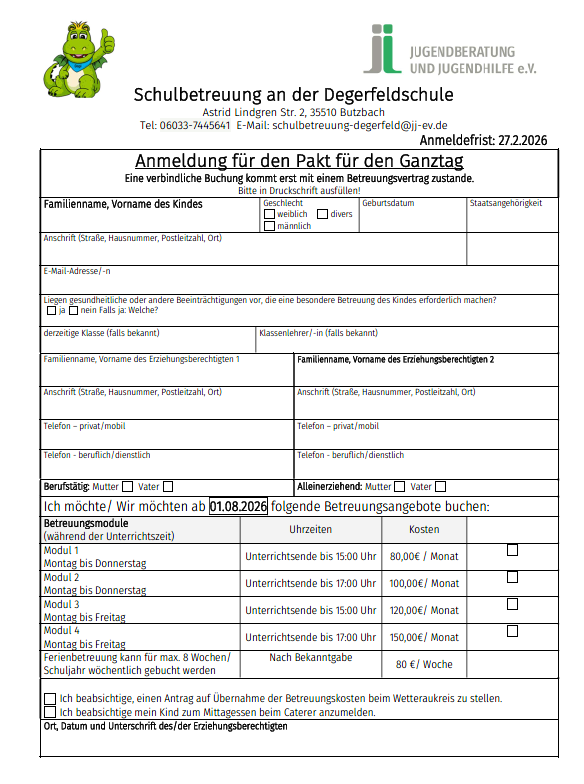 JUGENDBERATUNG
UND JUGENDHILFE e.V.
Schulbetreuung an der Degerfeldschule
Astrid Lindgren Str. 2, 35510 Butzbach
Tel: 06033-7445641 E-Mail: schulbetreuung-degerfeld@jj-ev.de
Anmeldefrist: 27.2.2026
Anmeldung für den Pakt für den Ganztag
Eine verbindliche Buchung kommt erst mit einem Betreuungsvertrag zustande.
Bitte in Druckschrift ausfüllen!
Familienname, Vorname des Kindes
Geschlecht
weiblich divers
männlich
Geburtsdatum
Staatsangehörigkeit
Anschrift (Straße, Hausnummer, Postleitzahl, Ort)
E-Mail-Adresse/-n
Liegen gesundheitliche oder andere Beeinträchtigungen vor, die eine besondere Betreuung des Kindes erforderlich machen?
ja nein Falls ja: Welche?
derzeitige Klasse (falls bekannt)
Klassenlehrer/-in (falls bekannt)
Familienname, Vorname des Erziehungsberechtigten 1
Familienname, Vorname des Erziehungsberechtigten 2
Anschrift (Straße, Hausnummer, Postleitzahl, Ort)
Anschrift (Straße, Hausnummer, Postleitzahl, Ort)
Telefon – privat/mobil
Telefon – privat/mobil
Telefon - beruflich/dienstlich
Telefon - beruflich/dienstlich
Berufstätig: Mutter Vater
Alleinerziehend: Mutter Vater
Ich möchte/ Wir möchten ab 01.08.2026 folgende Betreuungsangebote buchen:
Betreuungsmodule
(während der Unterrichtszeit)
Uhrzeiten
Kosten
Modul 1
Montag bis Donnerstag
Unterrichtsende bis 15:00 Uhr
80,00€/ Monat
Modul 2
Montag bis Donnerstag
Unterrichtsende bis 17:00 Uhr
100,00€/ Monat
Modul 3
Montag bis Freitag
Unterrichtsende bis 15:00 Uhr
120,00€/ Monat
Modul 4
Montag bis Freitag
Unterrichtsende bis 17:00 Uhr
150,00€/ Monat
Ferienbetreuung kann für max. 8 Wochen/
Schuljahr wöchentlich gebucht werden
Nach Bekanntgabe
80 €/ Woche
Ich beabsichtige, einen Antrag auf Übernahme der Betreuungskosten beim Wetteraukreis zu stellen.
Ich beabsichtige mein Kind zum Mittagessen beim Caterer anzumelden.
Ort, Datum und Unterschrift des/der Erziehungsberechtigten